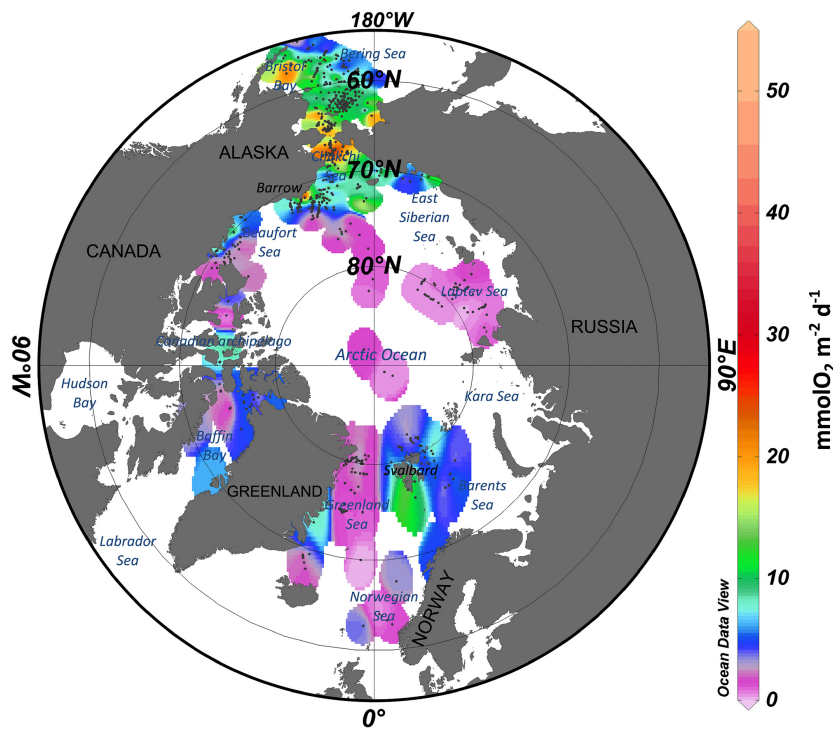 180°W
Bering Sea
Bristol
Bay
60°N
ALASKA
Chukchi
Sea
70°N
Barrow
East
Siberian
Sea
Beaufort
Sea
CANADA
80°N
Laptev Sea
RUSSIA
Canadian archipelago
Arctic Ocean
90°W
90°E
Hudson
Bay
Kara Sea
Baffin
Bay
Svalbard
GREENLAND
Barents
Sea
Greenland
Sea
Labrador
Sea
Norwegian
Sea
NORWAY
0°
Ocean Data View
50
40
30
20
10
0
mmolO₂ m⁻² d⁻¹